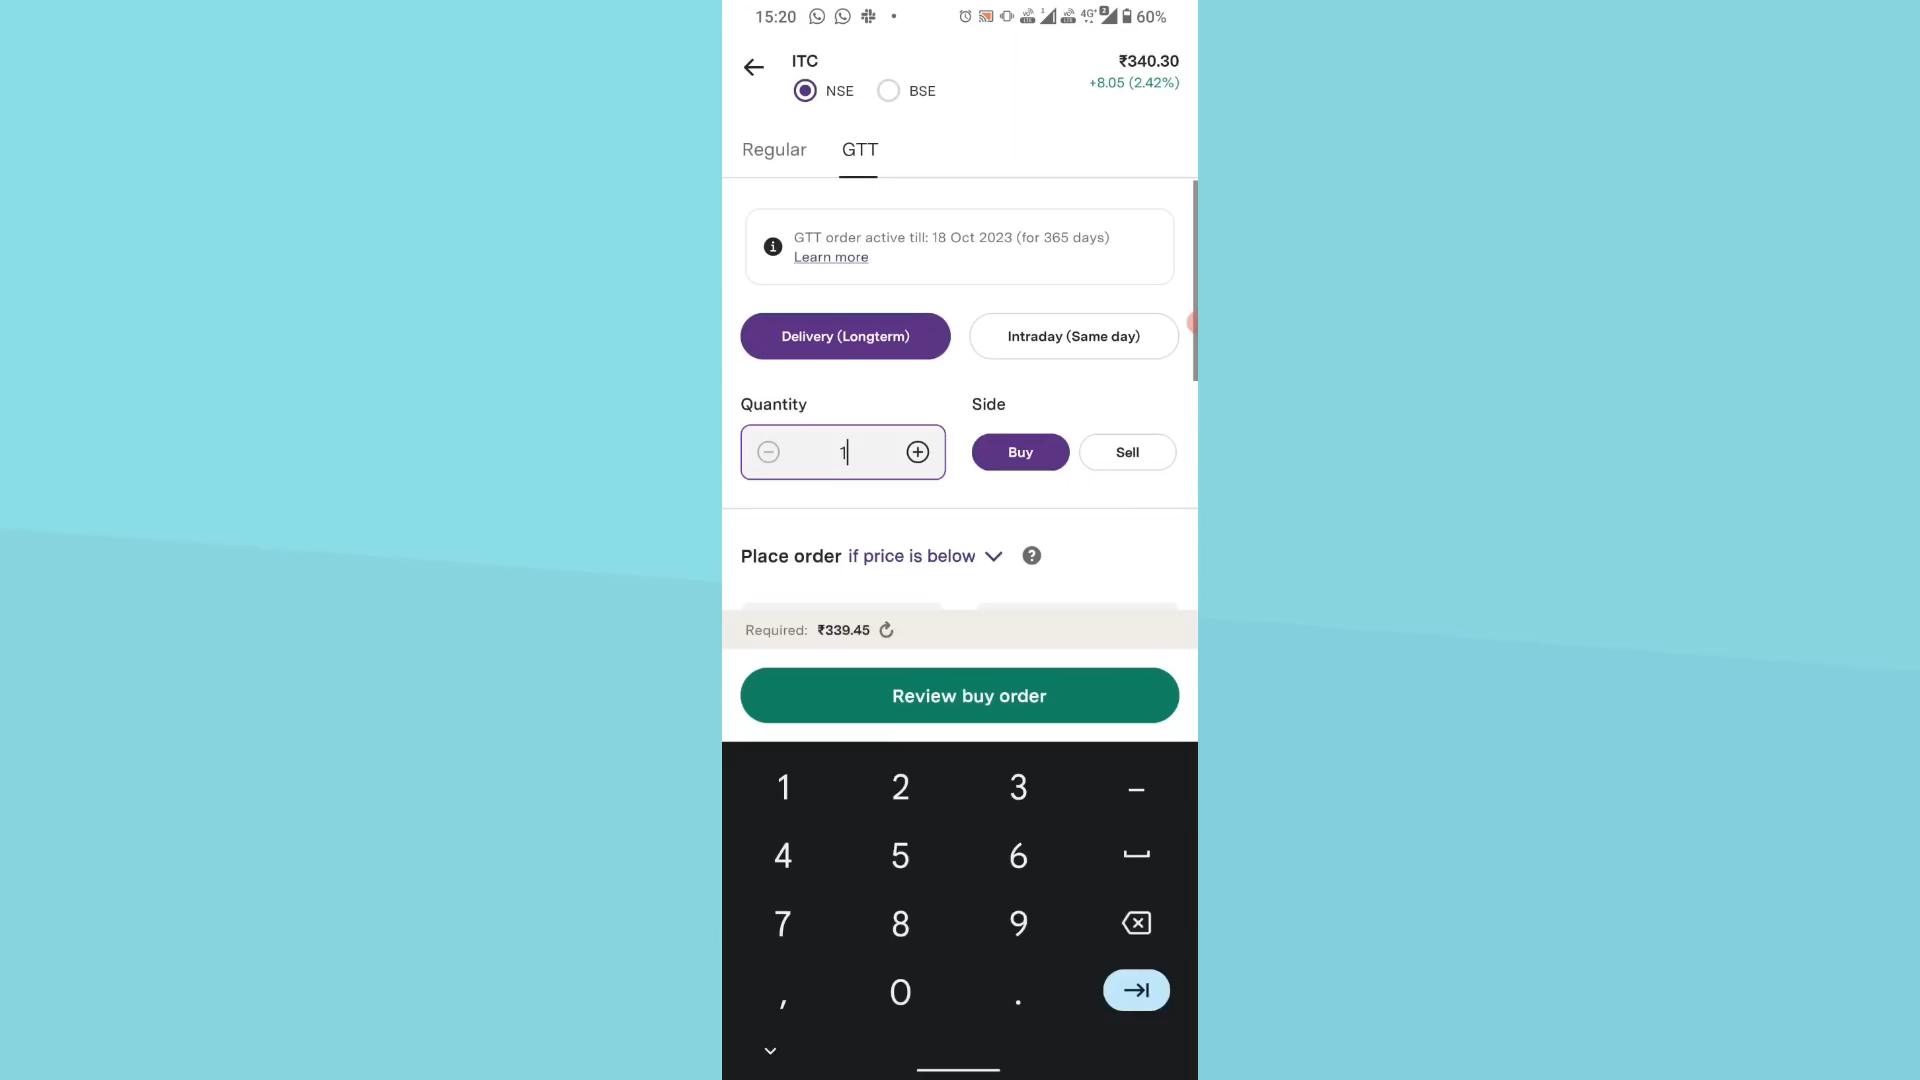 15:20 4G+ 60%
ITC ₹340.30
NSE BSE +8.05 (2.42%)
Regular GTT
GTT order active till: 18 Oct 2023 (for 365 days)
Learn more
Delivery (Longterm) Intraday (Same day)
Quantity Side
1 Buy Sell
Place order if price is below
Required: ₹339.45
Review buy order
1 2 3 –
4 5 6
7 8 9
, 0 .